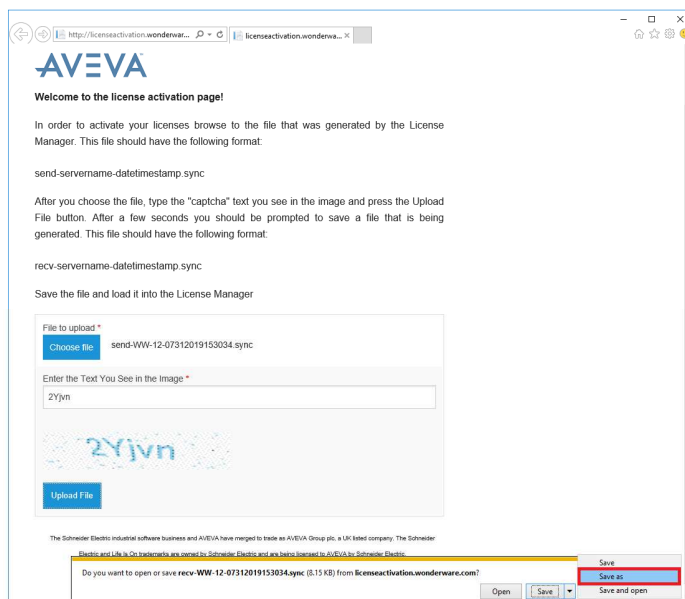 http://licenseactivation.wonderwar...
licenseactivation.wonderwa...
AVEVA
Welcome to the license activation page!
In order to activate your licenses browse to the file that was generated by the License
Manager. This file should have the following format:
send-servername-datetimestamp.sync
After you choose the file, type the "captcha" text you see in the image and press the Upload
File button. After a few seconds you should be prompted to save a file that is being
generated. This file should have the following format:
recv-servername-datetimestamp.sync
Save the file and load it into the License Manager
File to upload *
Choose file send-WW-12-07312019153034.sync
Enter the Text You See in the Image *
2Yjvn
2Yjvn
Upload File
The Schneider Electric industrial software business and AVEVA have merged to trade as AVEVA Group plc, a UK listed company. The Schneider
Electric and Life Is On trademarks are owned by Schneider Electric and are being licensed to AVEVA by Schneider Electric.
Do you want to open or save recv-WW-12-07312019153034.sync (8.15 KB) from licenseactivation.wonderware.com?
Open Save
Save
Save as
Save and open